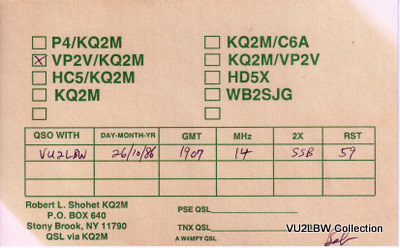 P4/KQ2M KQ2M/C6A
VP2V/KQ2M KQ2M/VP2V
HC5/KQ2M HD5X
KQ2M WB2SJG
QSO WITH DAY-MONTH-YR GMT MHz 2X RST
VU2LBW 26/10/86 1907 14 SSB 59
Robert L. Shohet KQ2M
P.O. BOX 640 PSE QSL
Stony Brook, NY 11790 TNX QSL
QSL via KQ2M A W4MPY QSL
VU2LBW Collection